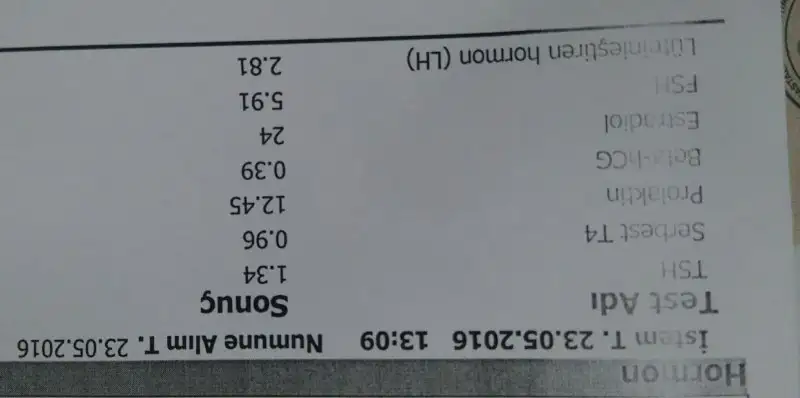 Hormon
İstem T. 23.05.2016 13:09 Numune Alım T. 23.05.2016
Test Adı Sonuç
TSH 1.34
Serbest T4 0.96
Prolaktin 12.45
Beta-hCG 0.39
Estradiol 24
FSH 5.91
Lüteinleştiren hormon (LH) 2.81